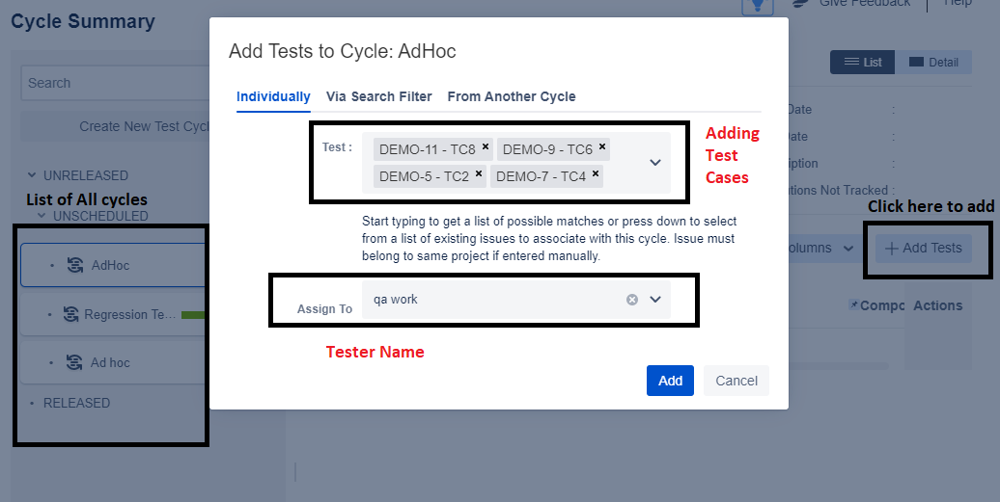 Cycle Summary
Give Feedback
Help
Search
Create New Test Cycl
UNRELEASED
List of All cycles
UNSCHEDULED
AdHoc
Regression Te...
Ad hoc
RELEASED
Add Tests to Cycle: AdHoc
Individually Via Search Filter From Another Cycle
Test :
DEMO-11 - TC8 × DEMO-9 - TC6 ×
DEMO-5 - TC2 × DEMO-7 - TC4 ×
Adding
Test
Cases
Start typing to get a list of possible matches or press down to select
from a list of existing issues to associate with this cycle. Issue must
belong to same project if entered manually.
Assign To
qa work
Tester Name
Add Cancel
List Detail
Date :
ate :
iption :
tions Not Tracked :
Click here to add
olumns
+ Add Tests
Compo
Actions